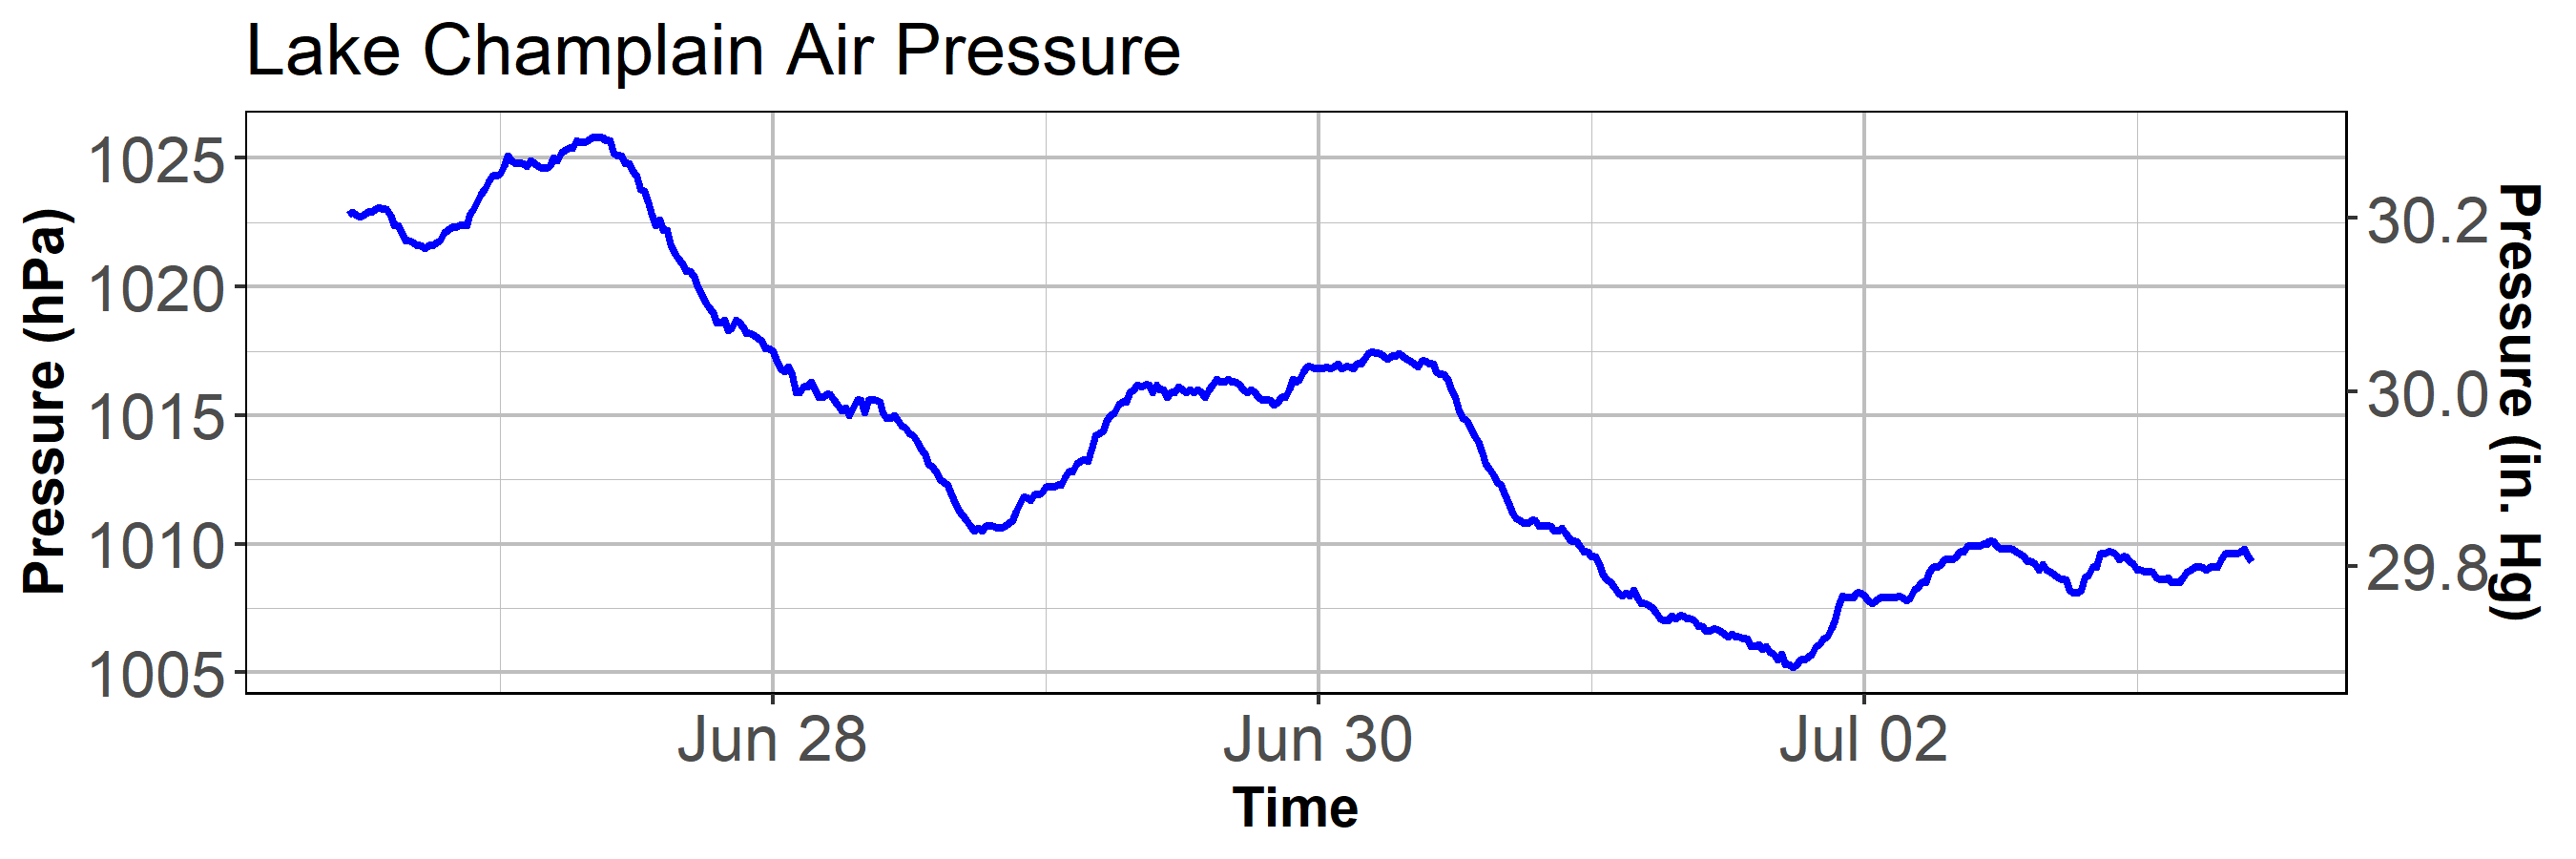 Lake Champlain Air Pressure
Pressure (hPa)
1025
1020
1015
1010
1005
30.2
30.0
29.8
Pressure (in. Hg)
Jun 28
Jun 30
Jul 02
Time